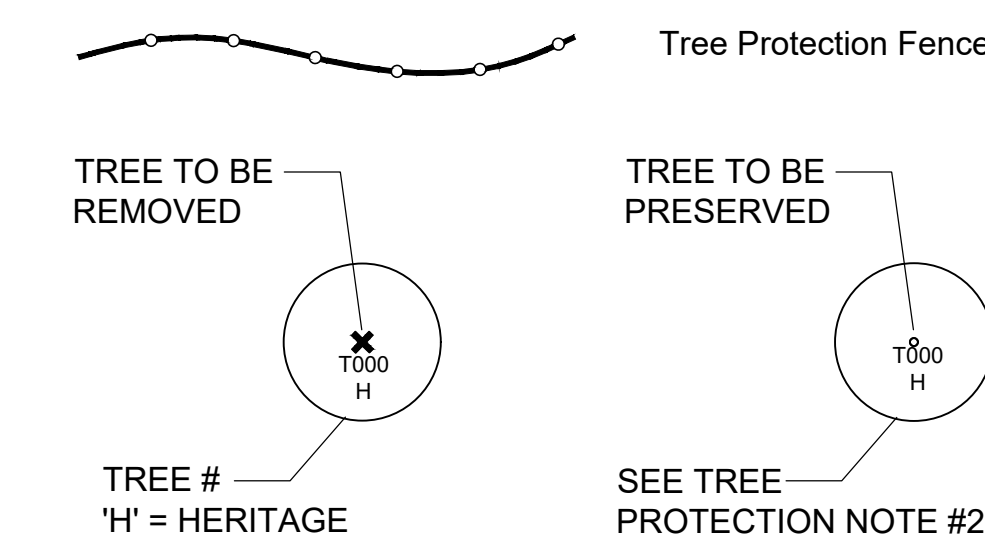 Tree Protection Fence
TREE TO BE
REMOVED
T000
H
TREE #
'H' = HERITAGE
TREE TO BE
PRESERVED
T000
H
SEE TREE
PROTECTION NOTE #2